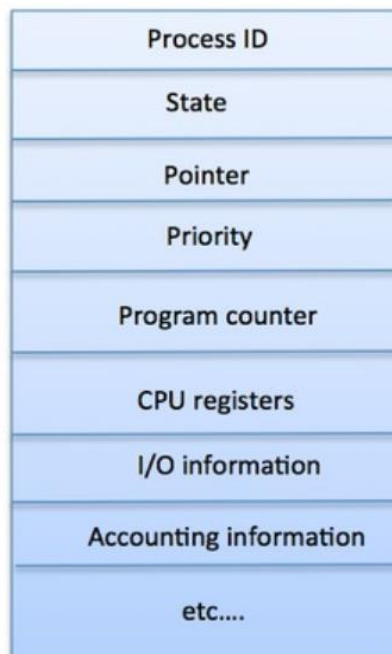 Process ID
State
Pointer
Priority
Program counter
CPU registers
I/O information
Accounting information
etc....